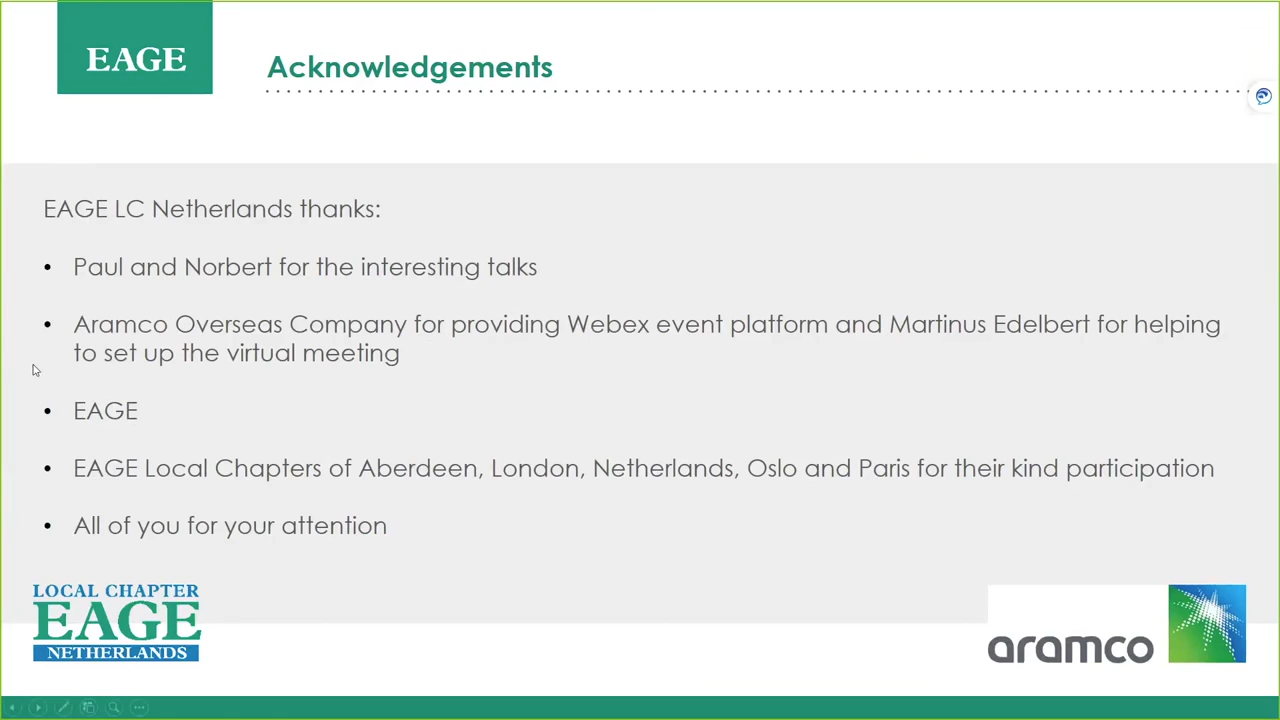 EAGE
Acknowledgements
EAGE LC Netherlands thanks:
• Paul and Norbert for the interesting talks
• Aramco Overseas Company for providing Webex event platform and Martinus Edelbert for helping
to set up the virtual meeting
• EAGE
• EAGE Local Chapters of Aberdeen, London, Netherlands, Oslo and Paris for their kind participation
• All of you for your attention
LOCAL CHAPTER
EAGE
NETHERLANDS
aramco